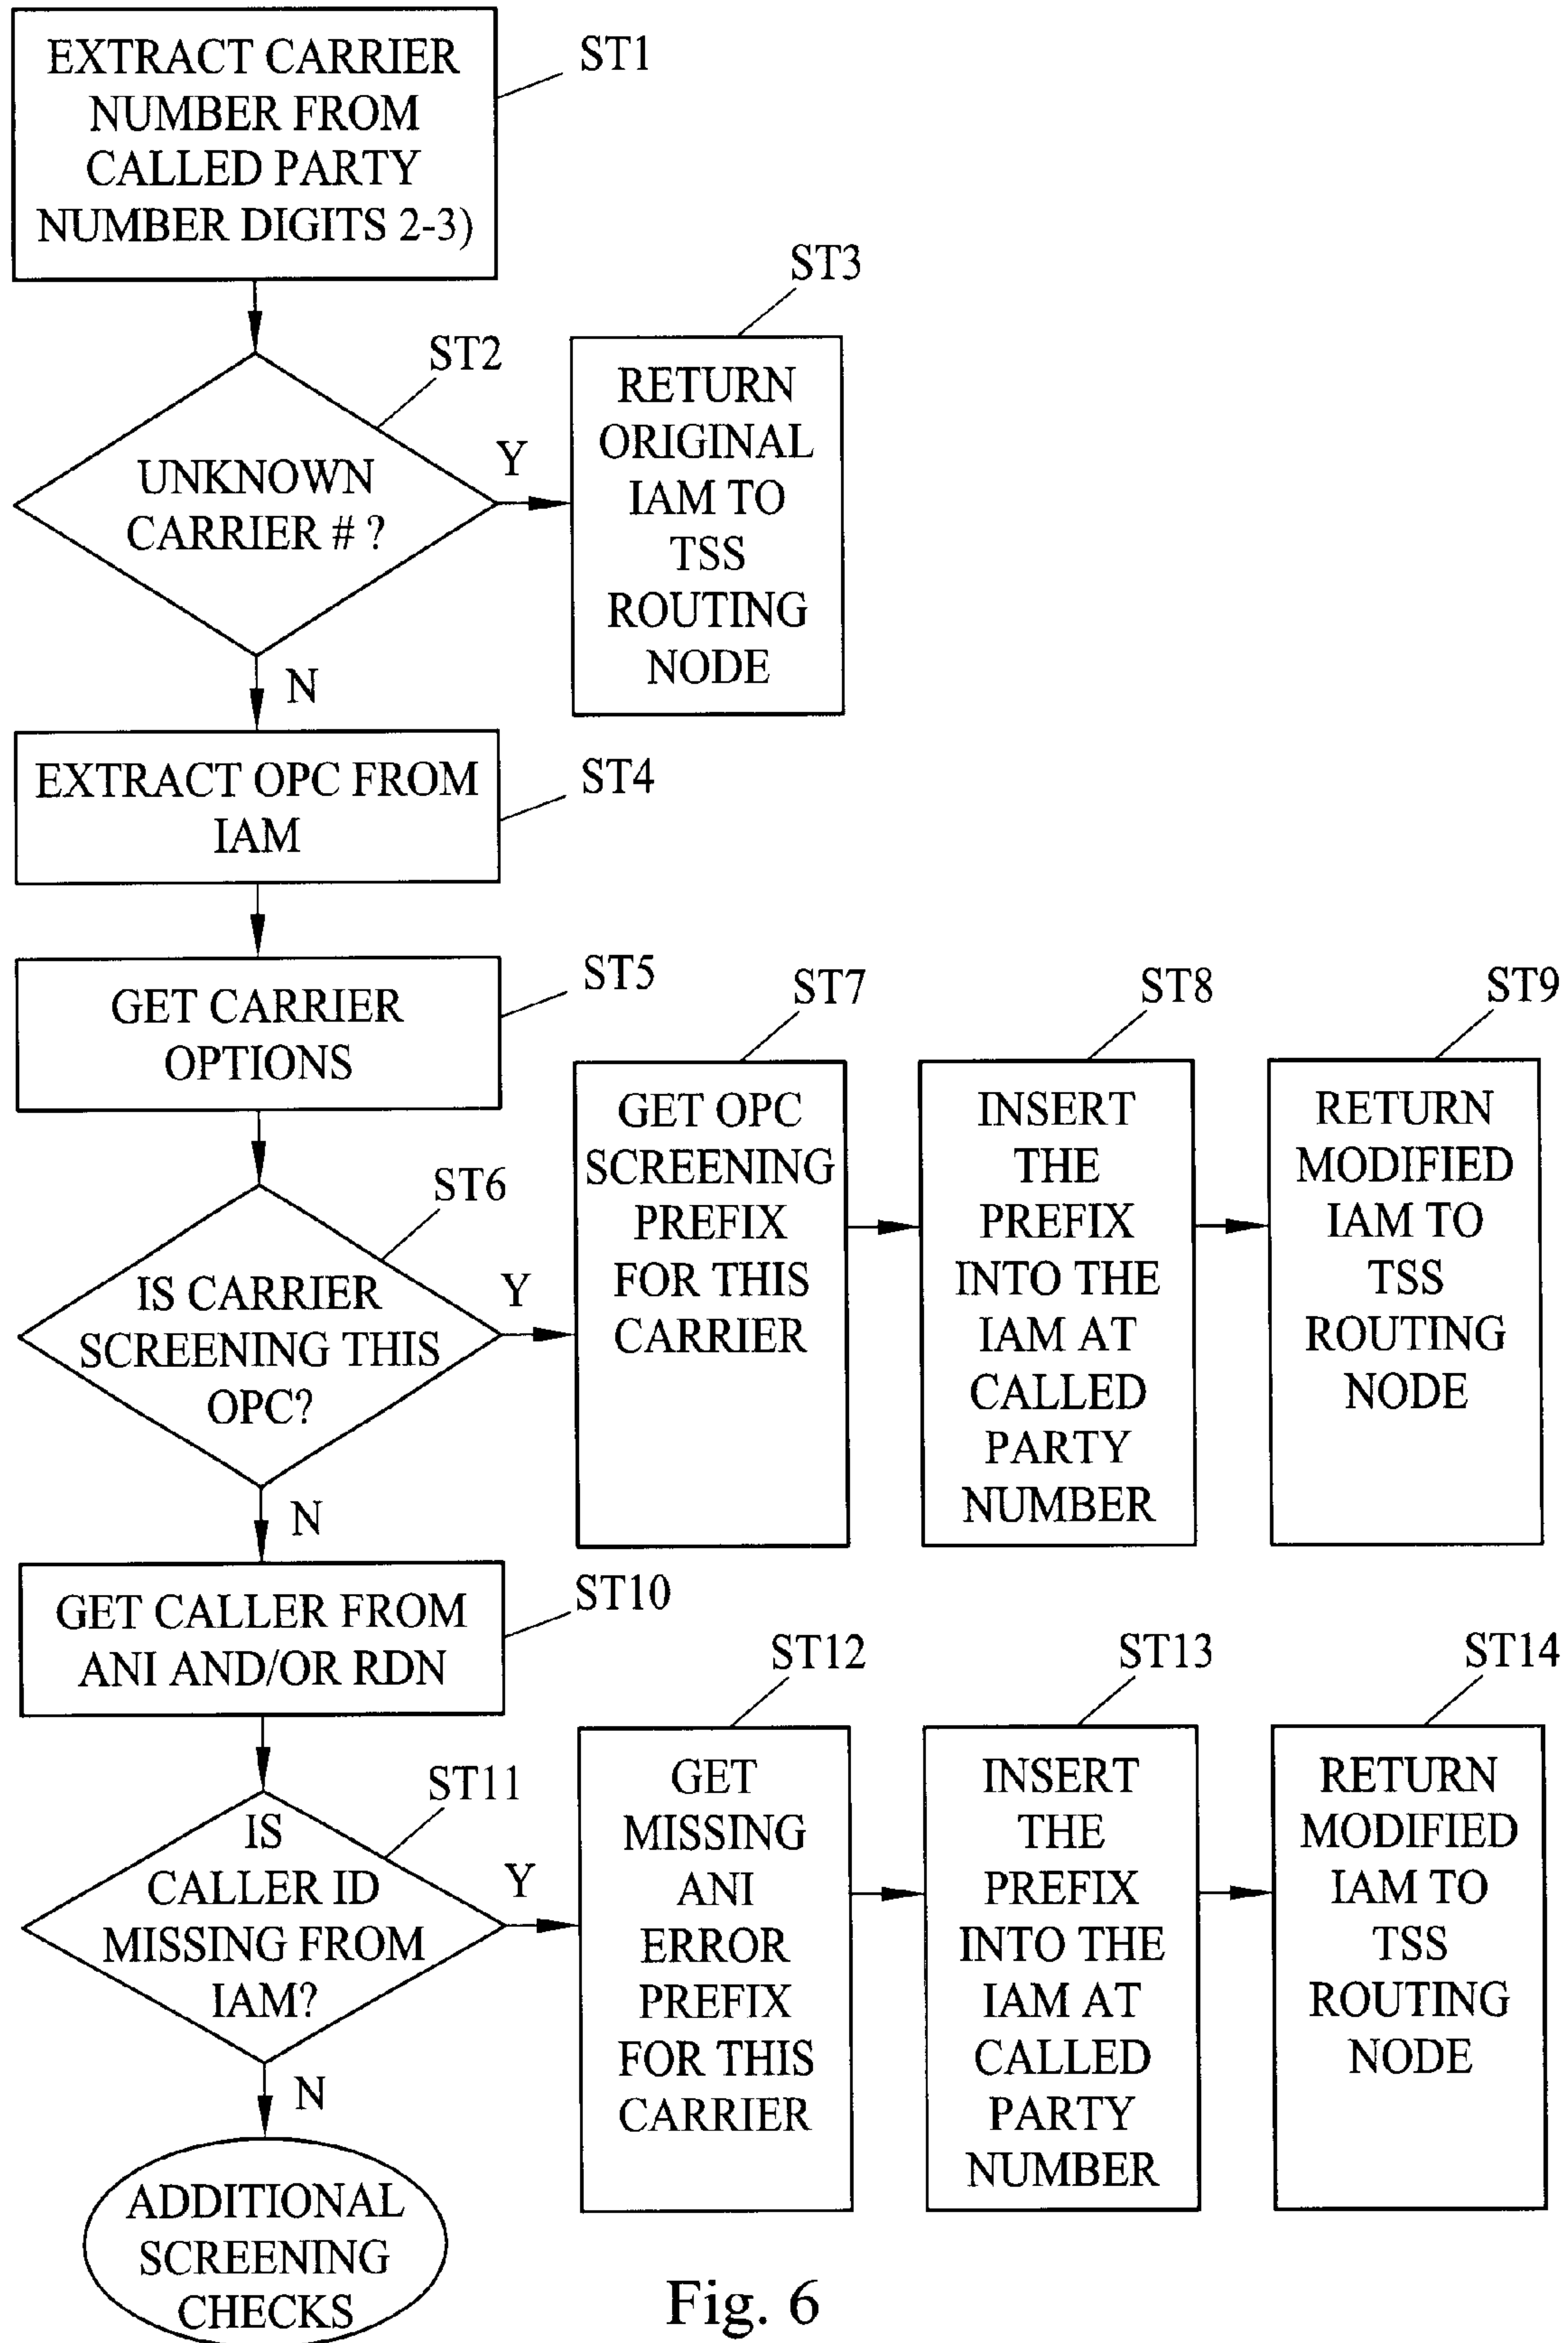 EXTRACT CARRIER
NUMBER FROM
CALLED PARTY
NUMBER DIGITS 2-3)
ST1
UNKNOWN
CARRIER # ?
ST2
Y
N
RETURN
ORIGINAL
IAM TO
TSS
ROUTING
NODE
ST3
EXTRACT OPC FROM
IAM
ST4
GET CARRIER
OPTIONS
ST5
IS CARRIER
SCREENING THIS
OPC?
ST6
Y
N
GET OPC
SCREENING
PREFIX
FOR THIS
CARRIER
ST7
INSERT
THE
PREFIX
INTO THE
IAM AT
CALLED
PARTY
NUMBER
ST8
RETURN
MODIFIED
IAM TO
TSS
ROUTING
NODE
ST9
GET CALLER FROM
ANI AND/OR RDN
ST10
IS
CALLER ID
MISSING FROM
IAM?
ST11
Y
N
GET
MISSING
ANI
ERROR
PREFIX
FOR THIS
CARRIER
ST12
INSERT
THE
PREFIX
INTO THE
IAM AT
CALLED
PARTY
NUMBER
ST13
RETURN
MODIFIED
IAM TO
TSS
ROUTING
NODE
ST14
ADDITIONAL
SCREENING
CHECKS
Fig. 6